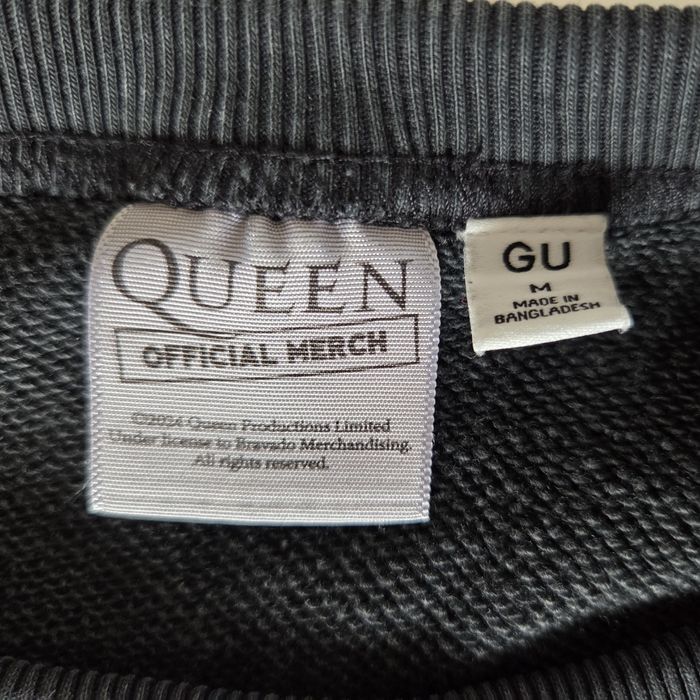 QUEEN
OFFICIAL MERCH
©2024 Queen Productions Limited
Under license to Bravado Merchandising.
All rights reserved.
GU
M
MADE IN
BANGLADESH